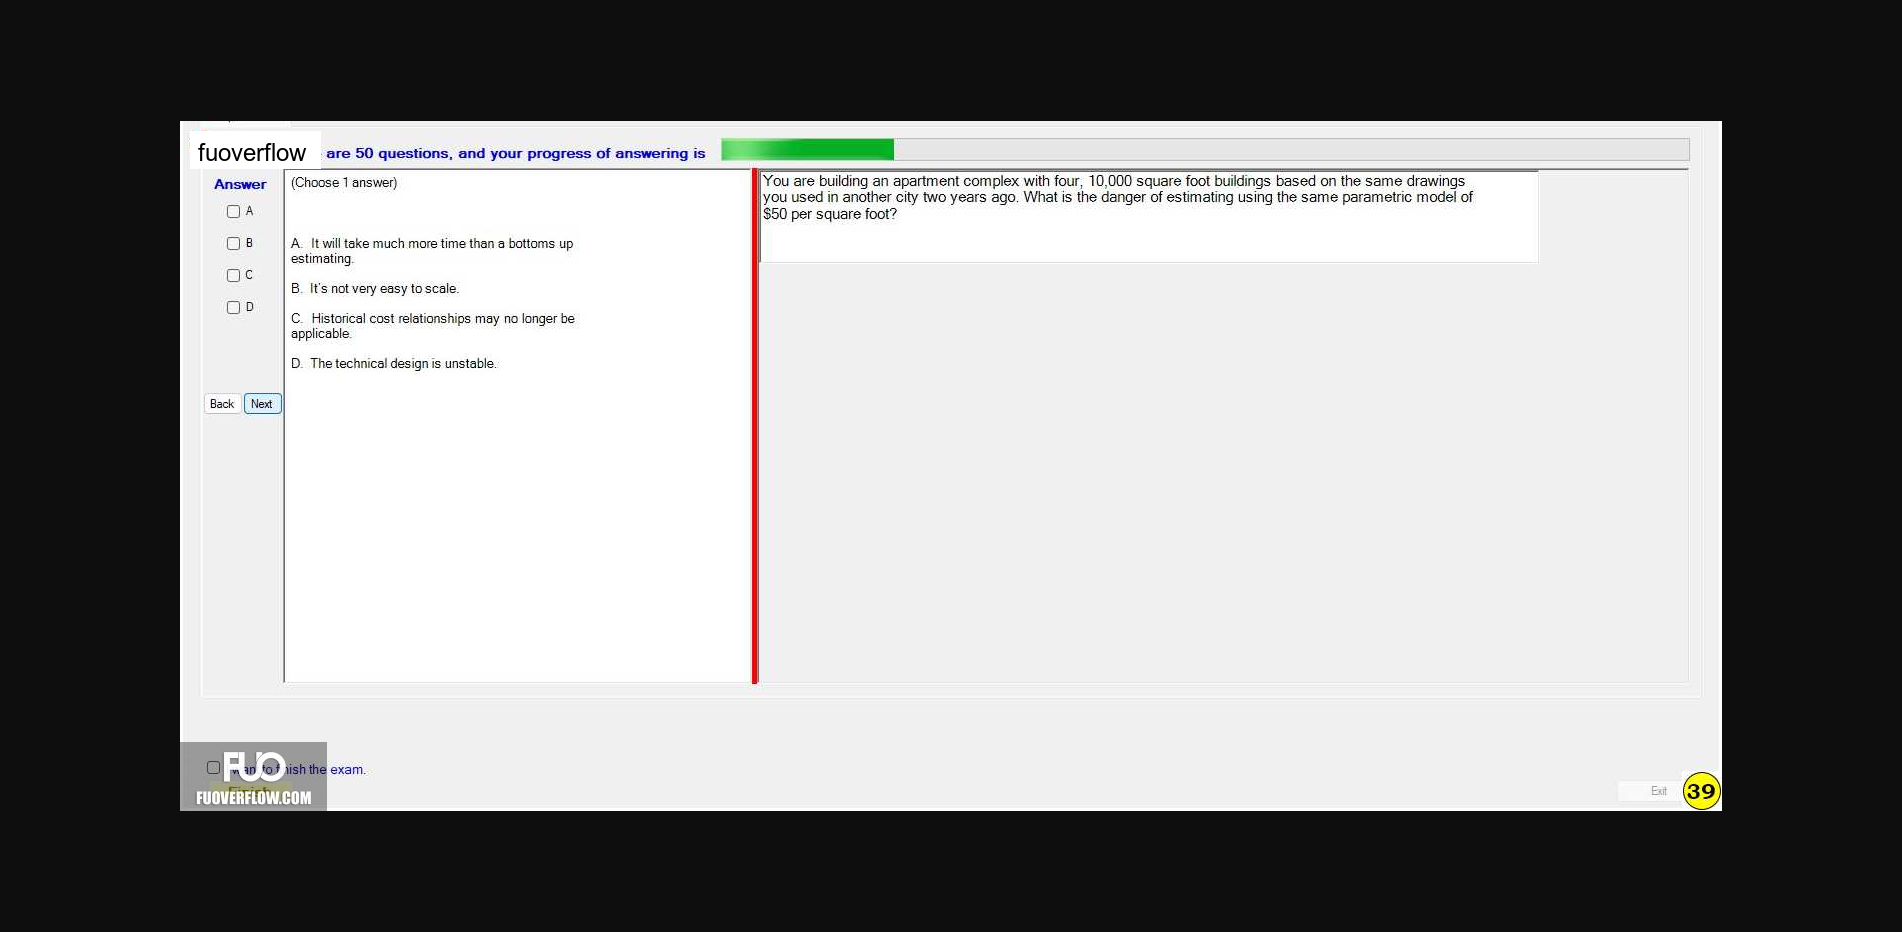 fuoverflow are 50 questions, and your progress of answering is
Answer
A
B
C
D
Back Next
(Choose 1 answer)
A. It will take much more time than a bottoms up
estimating.
B. It's not very easy to scale.
C. Historical cost relationships may no longer be
applicable.
D. The technical design is unstable.
You are building an apartment complex with four, 10,000 square foot buildings based on the same drawings
you used in another city two years ago. What is the danger of estimating using the same parametric model of
$50 per square foot?
FUO
want to finish the exam.
Finish
FUOVERFLOW.COM
Exit
39